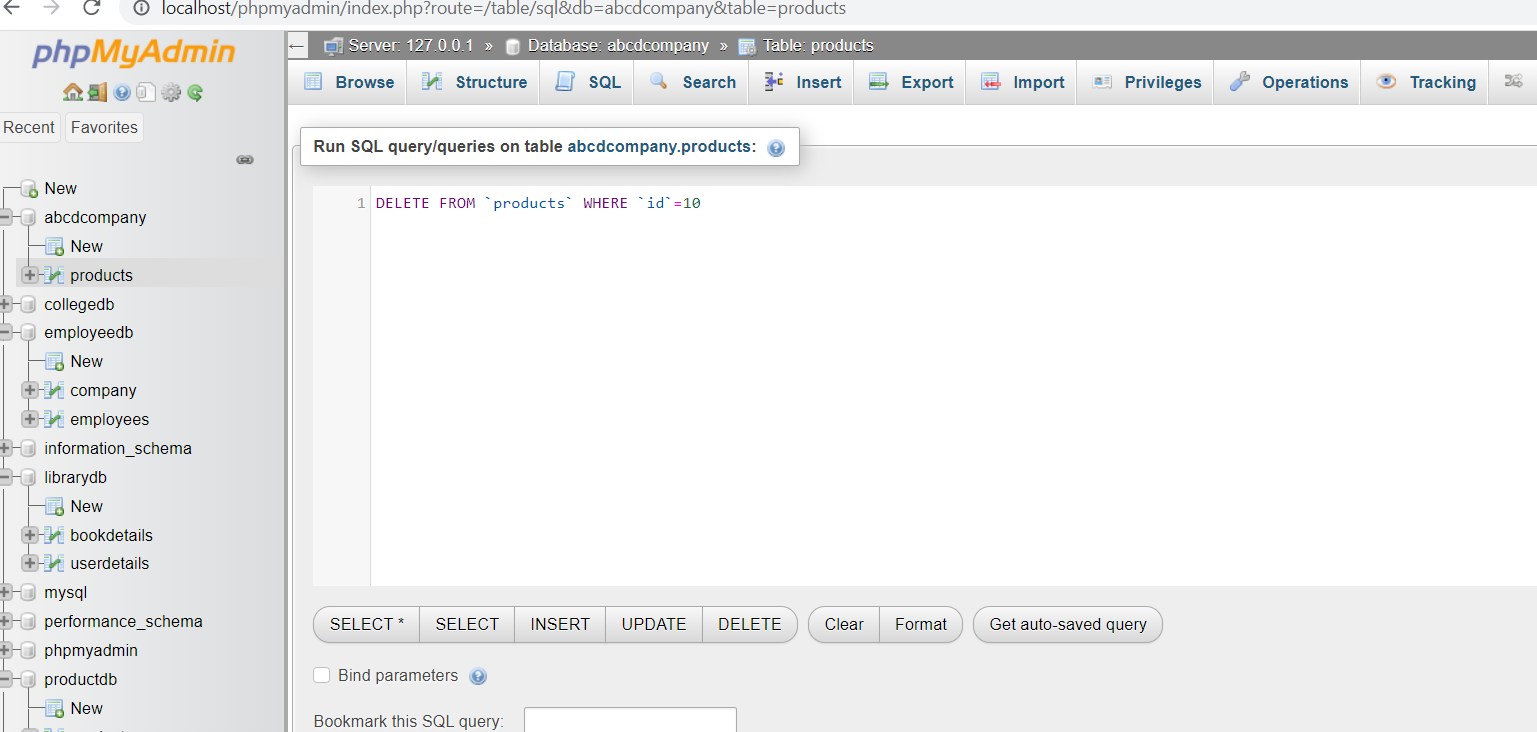 localhost/phpmyadmin/index.php?route=/table/sql&db=abcdcompany&table=products
phpMyAdmin
Recent Favorites
New
abcdcompany
New
products
collegedb
employeedb
New
company
employees
information_schema
librarydb
New
bookdetails
userdetails
mysql
performance_schema
phpmyadmin
productdb
New
Server: 127.0.0.1 » Database: abcdcompany » Table: products
Browse Structure SQL Search Insert Export Import Privileges Operations Tracking
Run SQL query/queries on table abcdcompany.products:
1 DELETE FROM `products` WHERE `id`=10
SELECT * SELECT INSERT UPDATE DELETE Clear Format Get auto-saved query
Bind parameters
Bookmark this SQL query: